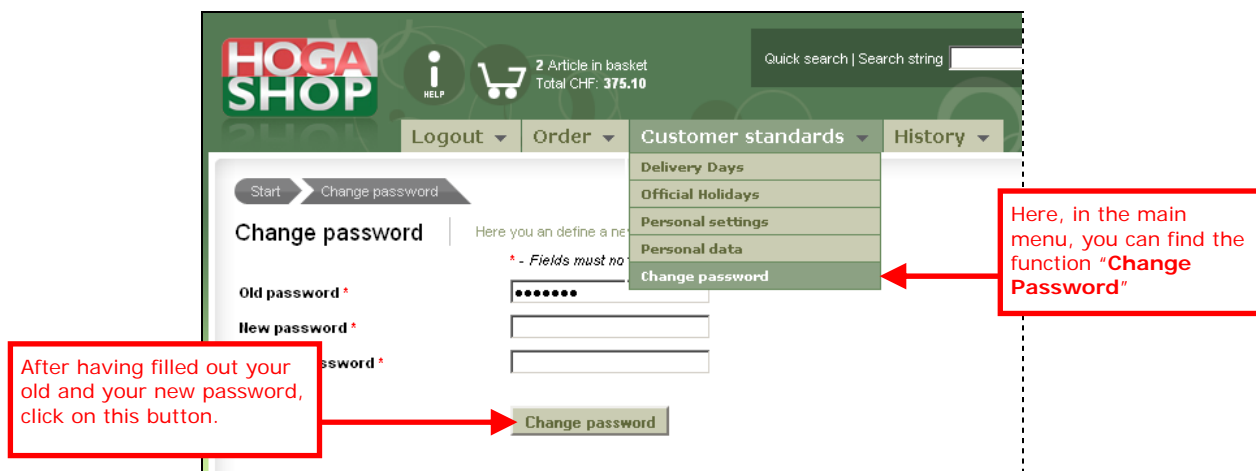 HOGA
SHOP
HELP
2 Article in basket
Total CHF: 375.10
Quick search | Search string
Logout
Order
Customer standards
History
Delivery Days
Official Holidays
Personal settings
Personal data
Change password
Start
Change password
Change password
Here you an define a ne
* - Fields must no
Old password *
New password *
ssword *
Change password
Here, in the main
menu, you can find the
function “Change
Password”
After having filled out your
old and your new password,
click on this button.